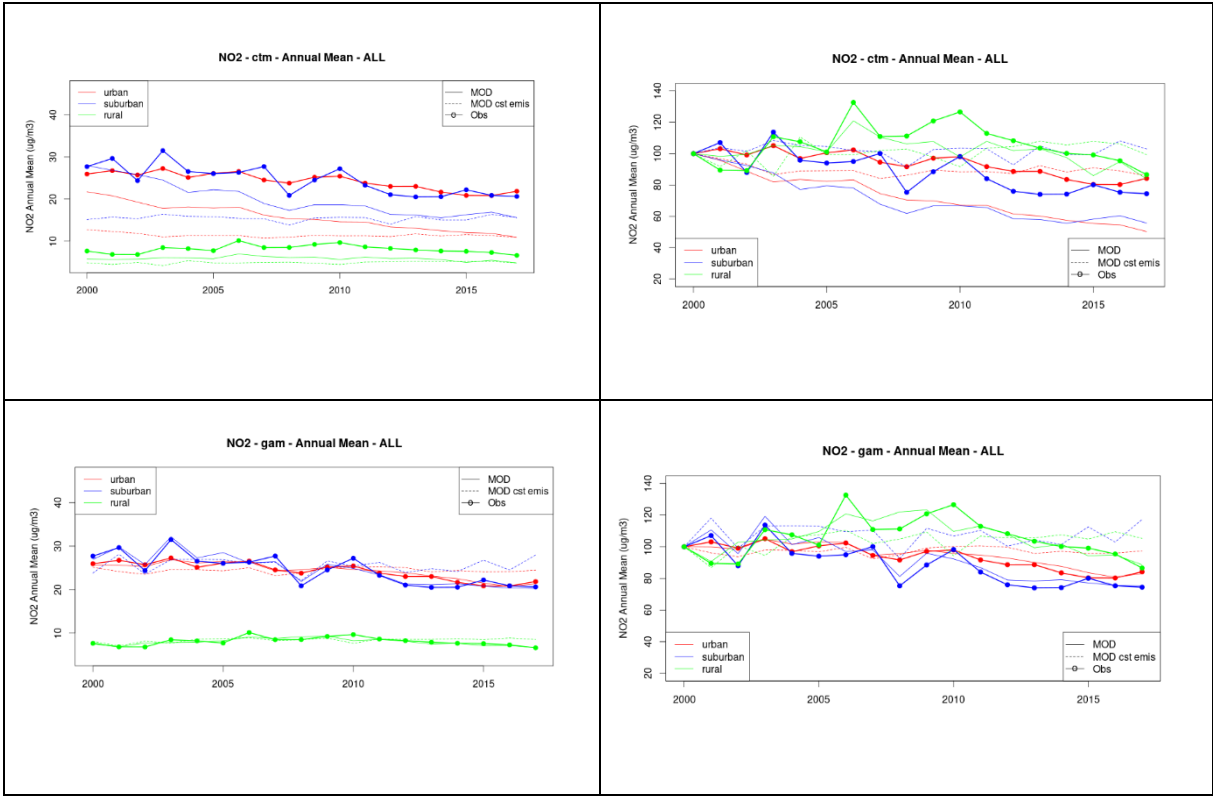 NO2 - ctm - Annual Mean - ALL
urban
suburban
rural
MOD
MOD cst emis
Obs
NO2 Annual Mean (ug/m3)
40
30
20
10
2000 2005 2010 2015
NO2 - ctm - Annual Mean - ALL
NO2 Annual Mean (ug/m3)
140
120
100
80
60
40
20
urban
suburban
rural
MOD
MOD cst emis
Obs
2000 2005 2010 2015
NO2 - gam - Annual Mean - ALL
urban
suburban
rural
MOD
MOD cst emis
Obs
NO2 Annual Mean (ug/m3)
40
30
20
10
2000 2005 2010 2015
NO2 - gam - Annual Mean - ALL
NO2 Annual Mean (ug/m3)
140
120
100
80
60
40
20
urban
suburban
rural
MOD
MOD cst emis
Obs
2000 2005 2010 2015